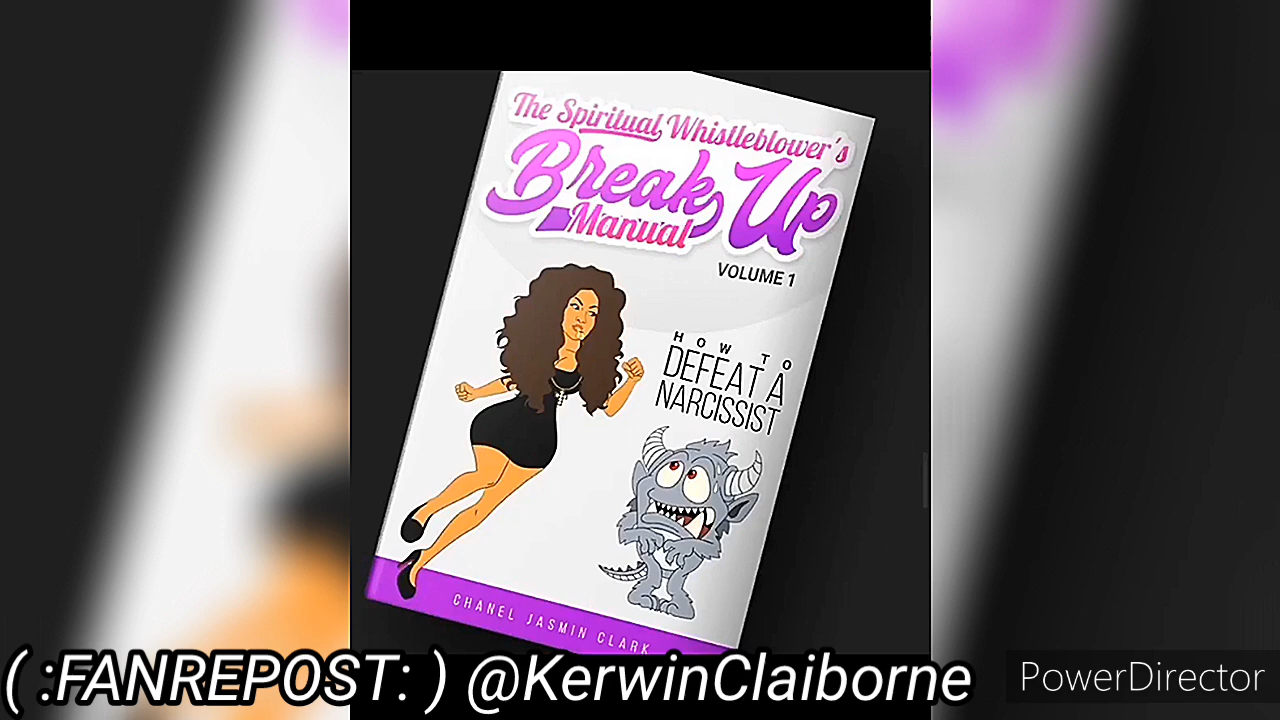 The Spiritual Whistleblower's
Break Up
Manual
VOLUME 1
HOW TO
DEFEAT A
NARCISSIST
CHANEL JASMIN CLARK
( :FANREPOST: ) @KerwinClaiborne
PowerDirector